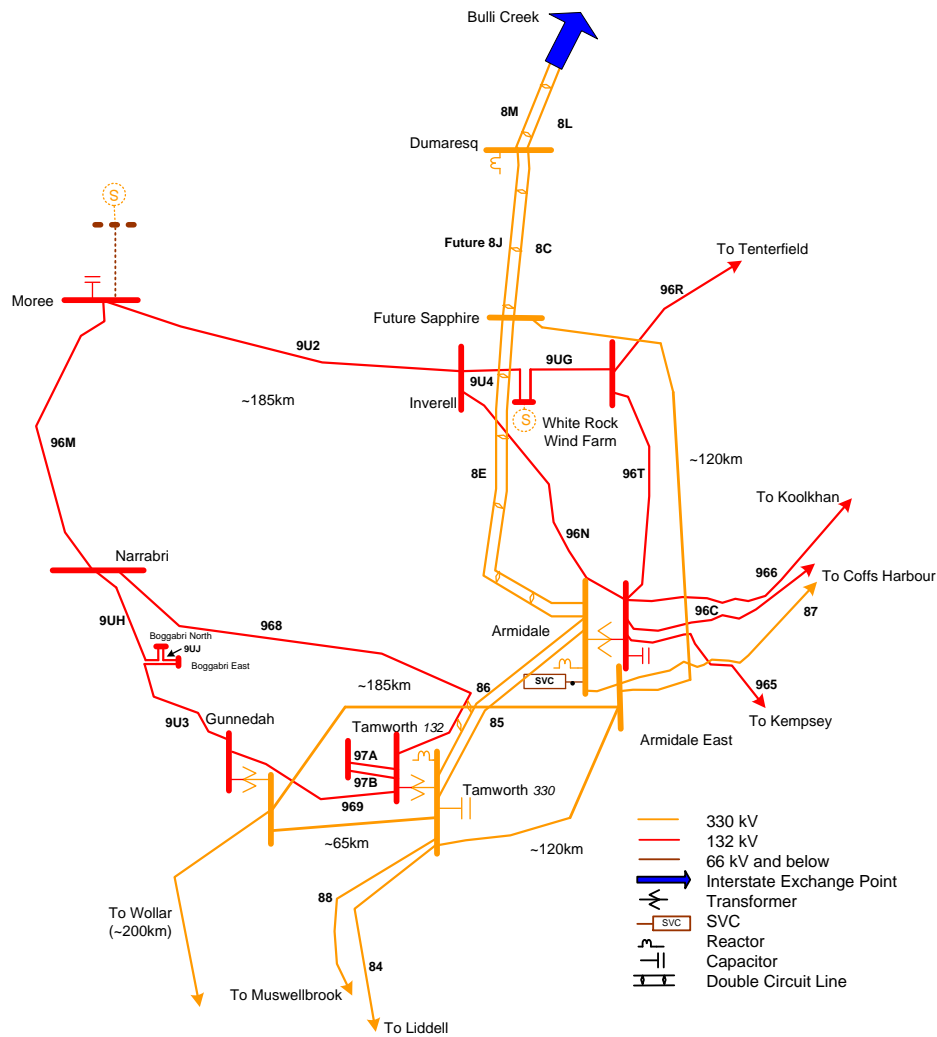 Bulli Creek
8M
8L
Dumaresq
S
Future 8J
8C
To Tenterfield
96R
Moree
Future Sapphire
9U2
9UG
9U4
Inverell
~185km
S
White Rock
Wind Farm
96M
8E
96T
~120km
To Koolkhan
96N
Narrabri
966
To Coffs Harbour
9UH
96C
87
968
Boggabri North
9UJ
Boggabri East
Armidale
SVC
~185km
86
965
9U3
Gunnedah
85
To Kempsey
Tamworth 132
Armidale East
97A
97B
Tamworth 330
969
~65km
~120km
330 kV
132 kV
66 kV and below
Interstate Exchange Point
Transformer
SVC
SVC
Reactor
Capacitor
Double Circuit Line
88
To Wollar
(~200km)
84
To Muswellbrook
To Liddell